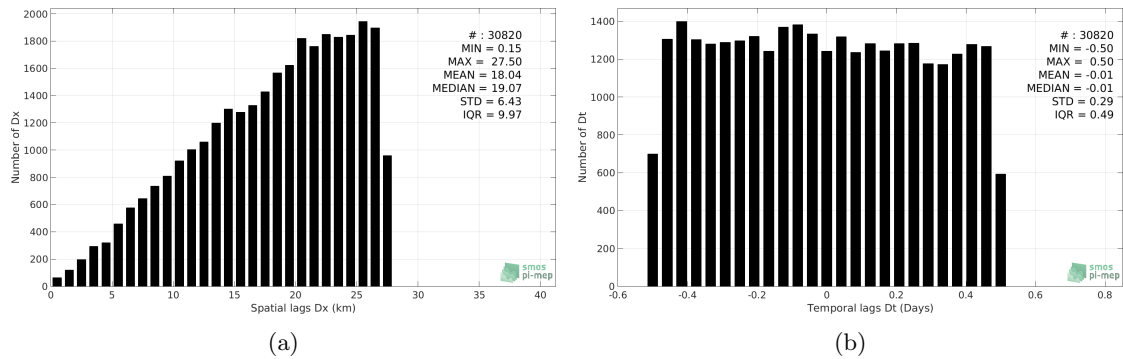 2000
1800
1600
1400
1200
1000
800
600
400
200
0
Number of Dx
0 5 10 15 20 25 30 35 40
Spatial lags Dx (km)
# : 30820
MIN = 0.15
MAX = 27.50
MEAN = 18.04
MEDIAN = 19.07
STD = 6.43
IQR = 9.97
smos
pi-mep
(a)
1400
1200
1000
800
600
400
200
0
Number of Dt
-0.6 -0.4 -0.2 0 0.2 0.4 0.6 0.8
Temporal lags Dt (Days)
# : 30820
MIN = -0.50
MAX = 0.50
MEAN = -0.01
MEDIAN = -0.01
STD = 0.29
IQR = 0.49
smos
pi-mep
(b)